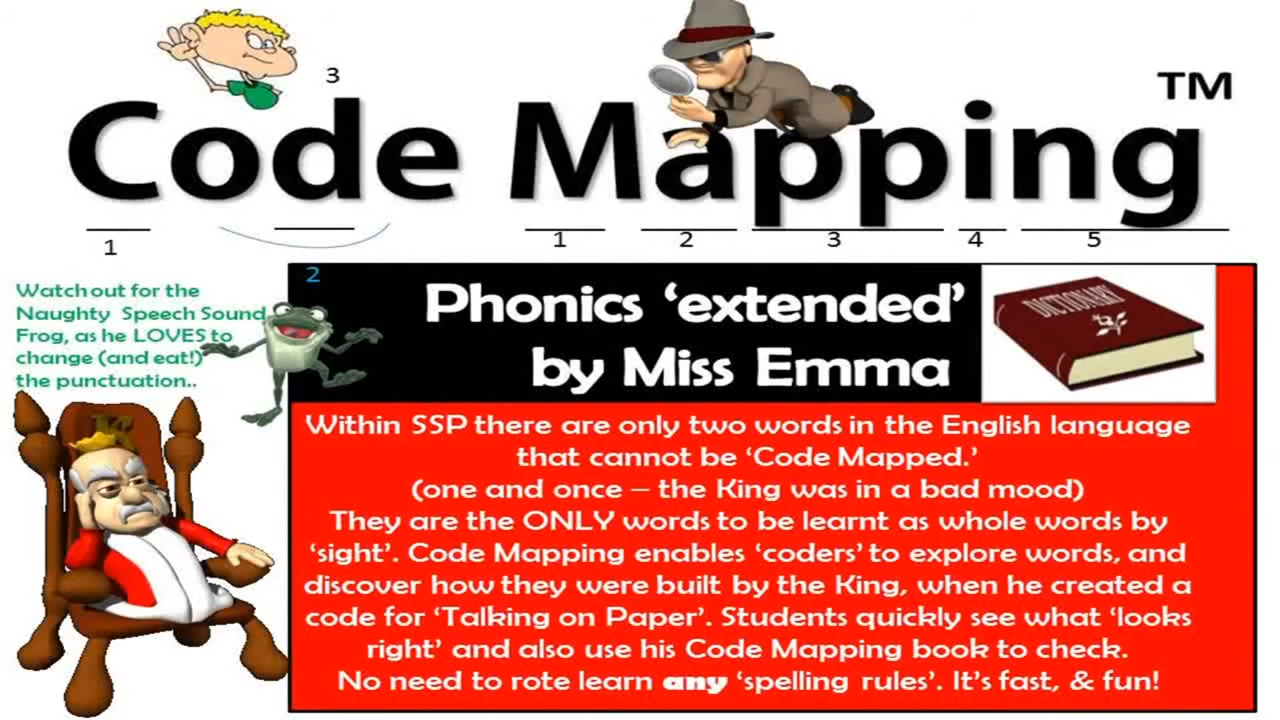 3
TM
Code Mapping
1 1 2 3 4 5
2
Watch out for the
Naughty Speech Sound
Frog, as he LOVES to
change (and eat!)
the punctuation..
Phonics ‘extended’
by Miss Emma
DICTIONARY
Within SSP there are only two words in the English language
that cannot be ‘Code Mapped.’
(one and once – the King was in a bad mood)
They are the ONLY words to be learnt as whole words by
‘sight’. Code Mapping enables ‘coders’ to explore words, and
discover how they were built by the King, when he created a
code for ‘Talking on Paper’. Students quickly see what ‘looks
right’ and also use his Code Mapping book to check.
No need to rote learn any ‘spelling rules’. It’s fast, & fun!